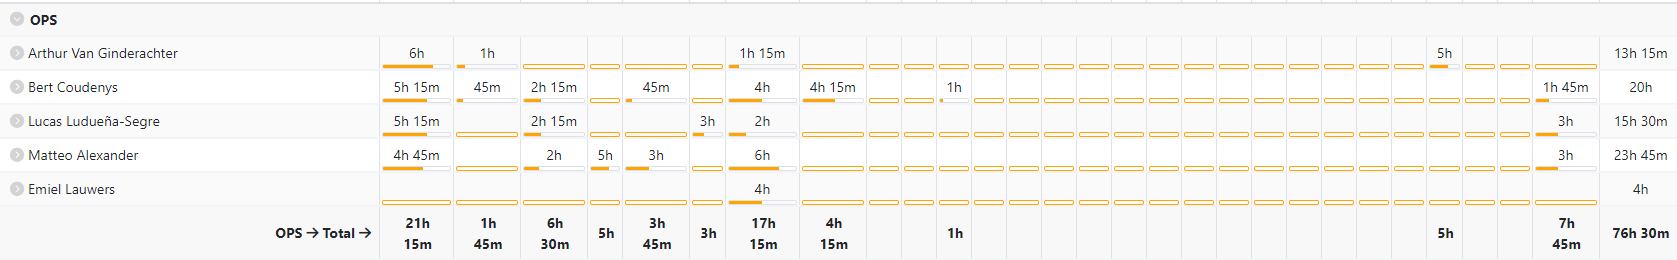 OPS
Arthur Van Ginderachter 6h 1h 1h 15m 5h 13h 15m
Bert Coudenys 5h 15m 45m 2h 15m 45m 4h 4h 15m 1h 1h 45m 20h
Lucas Ludueña-Segre 5h 15m 2h 15m 3h 2h 3h 15h 30m
Matteo Alexander 4h 45m 2h 5h 3h 6h 3h 23h 45m
Emiel Lauwers 4h 4h
OPS → Total → 21h 15m 1h 45m 6h 30m 5h 3h 45m 3h 17h 15m 4h 15m 1h 5h 7h 45m 76h 30m